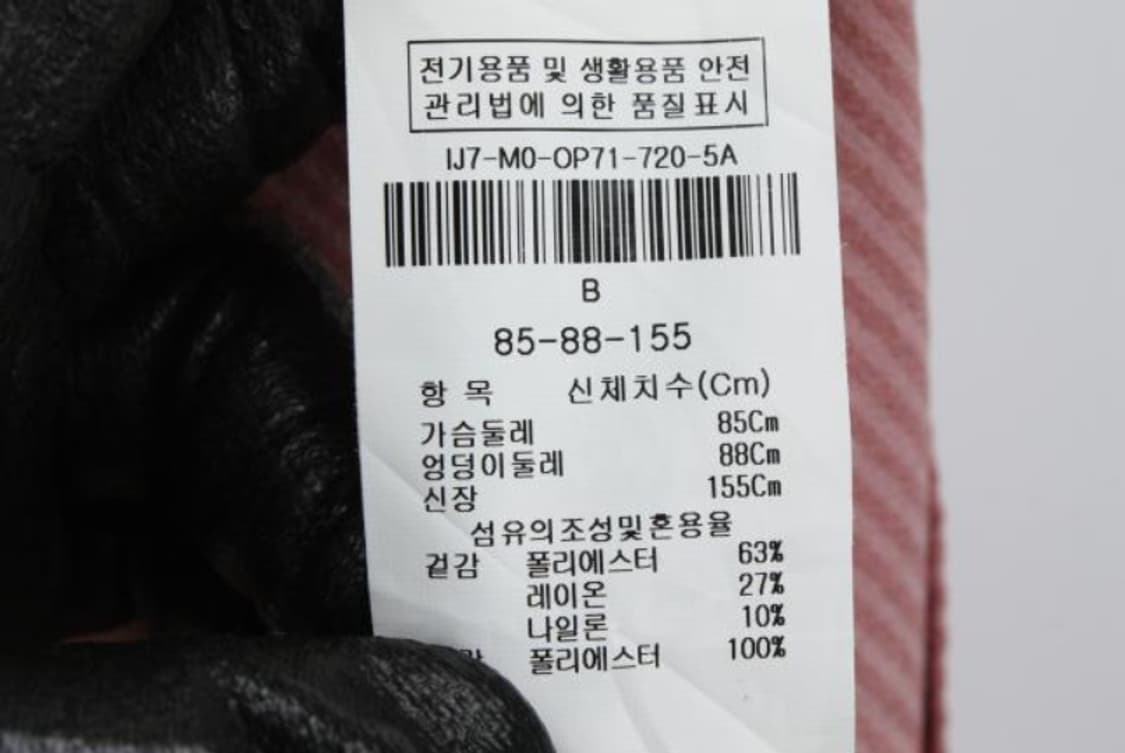 전기용품 및 생활용품 안전
관리법에 의한 품질표시
IJ7-M0-OP71-720-5A
B
85-88-155
항 목 신체치수(Cm)
가슴둘레 85Cm
엉덩이둘레 88Cm
신장 155Cm
섬유의조성및혼용율
겉감 폴리에스터 63%
레이온 27%
나일론 10%
폴리에스터 100%